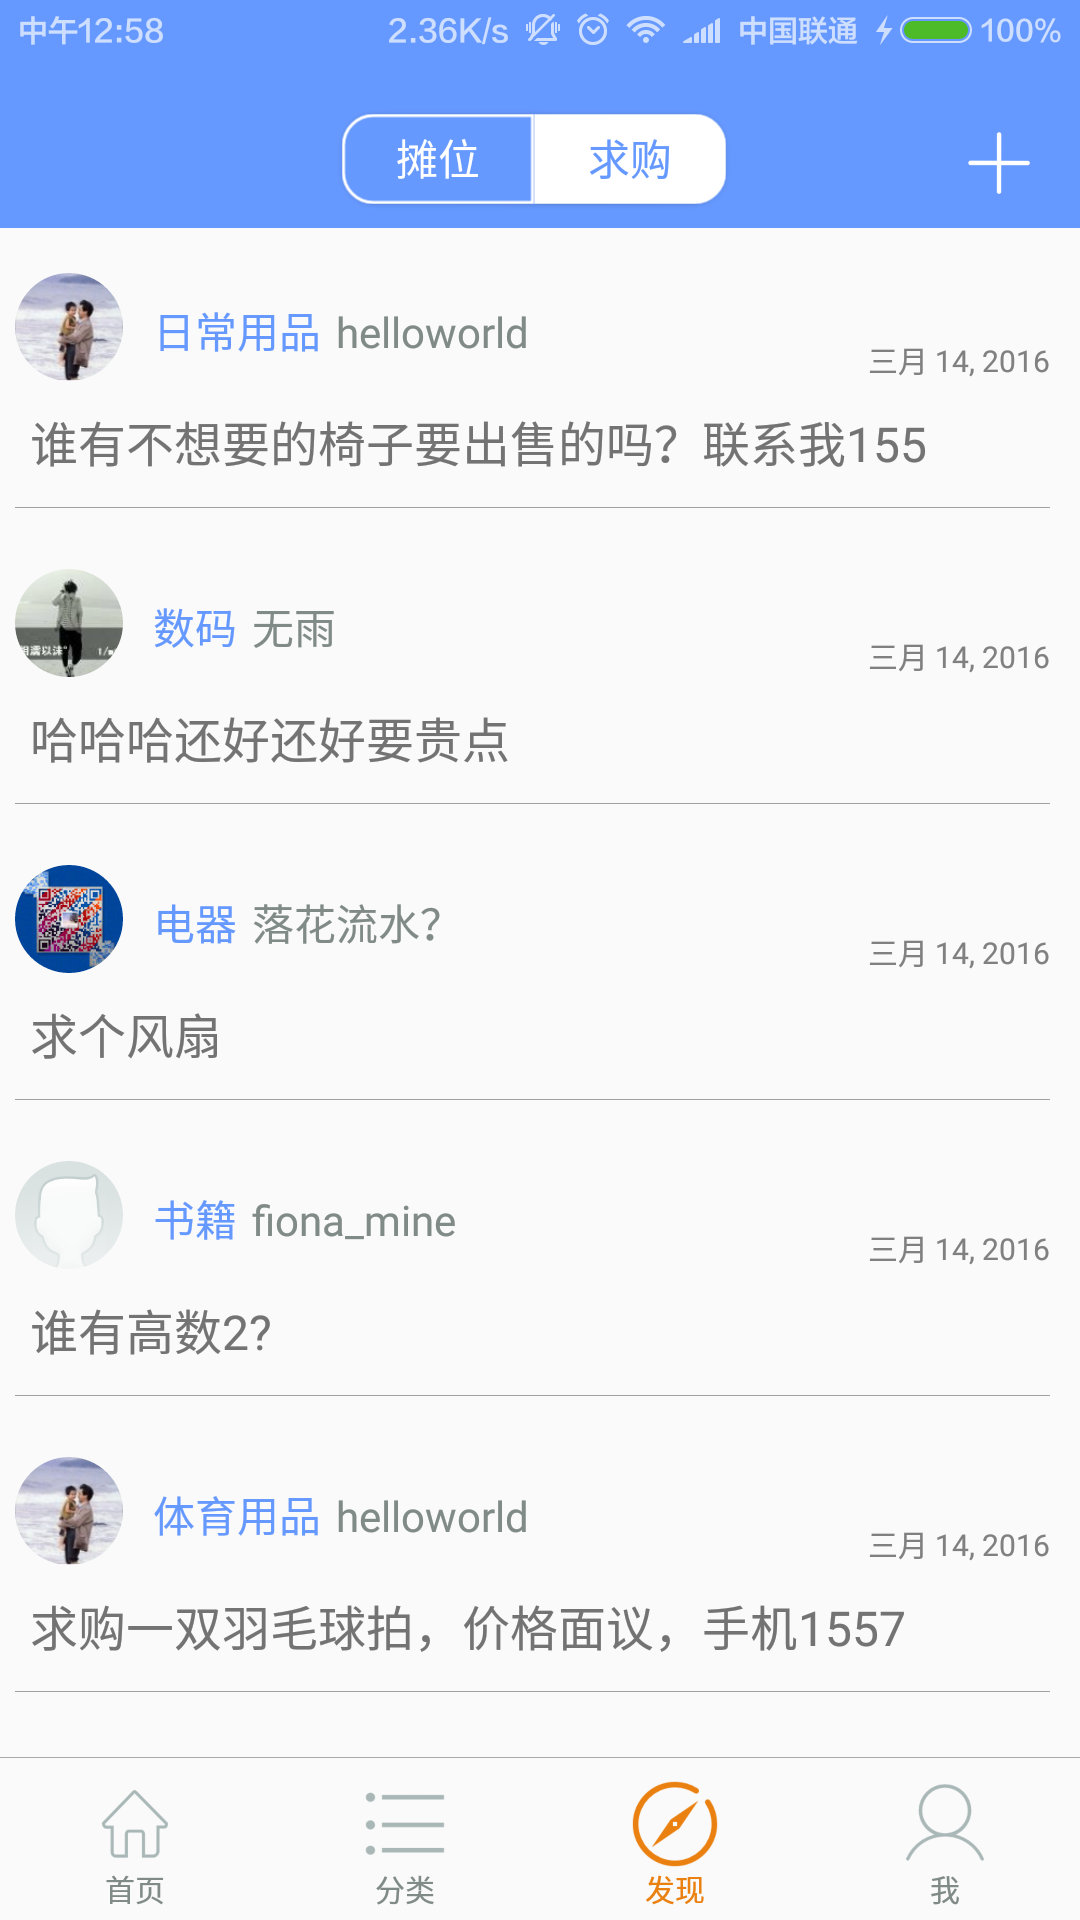 中午12:58 2.36K/s 中国联通 100%
摊位 求购
日常用品 helloworld
三月 14, 2016
谁有不想要的椅子要出售的吗？联系我155
数码 无雨
三月 14, 2016
哈哈哈还好还好要贵点
电器 落花流水?
三月 14, 2016
求个风扇
书籍 fiona_mine
三月 14, 2016
谁有高数2?
体育用品 helloworld
三月 14, 2016
求购一双羽毛球拍，价格面议，手机1557
首页 分类 发现 我